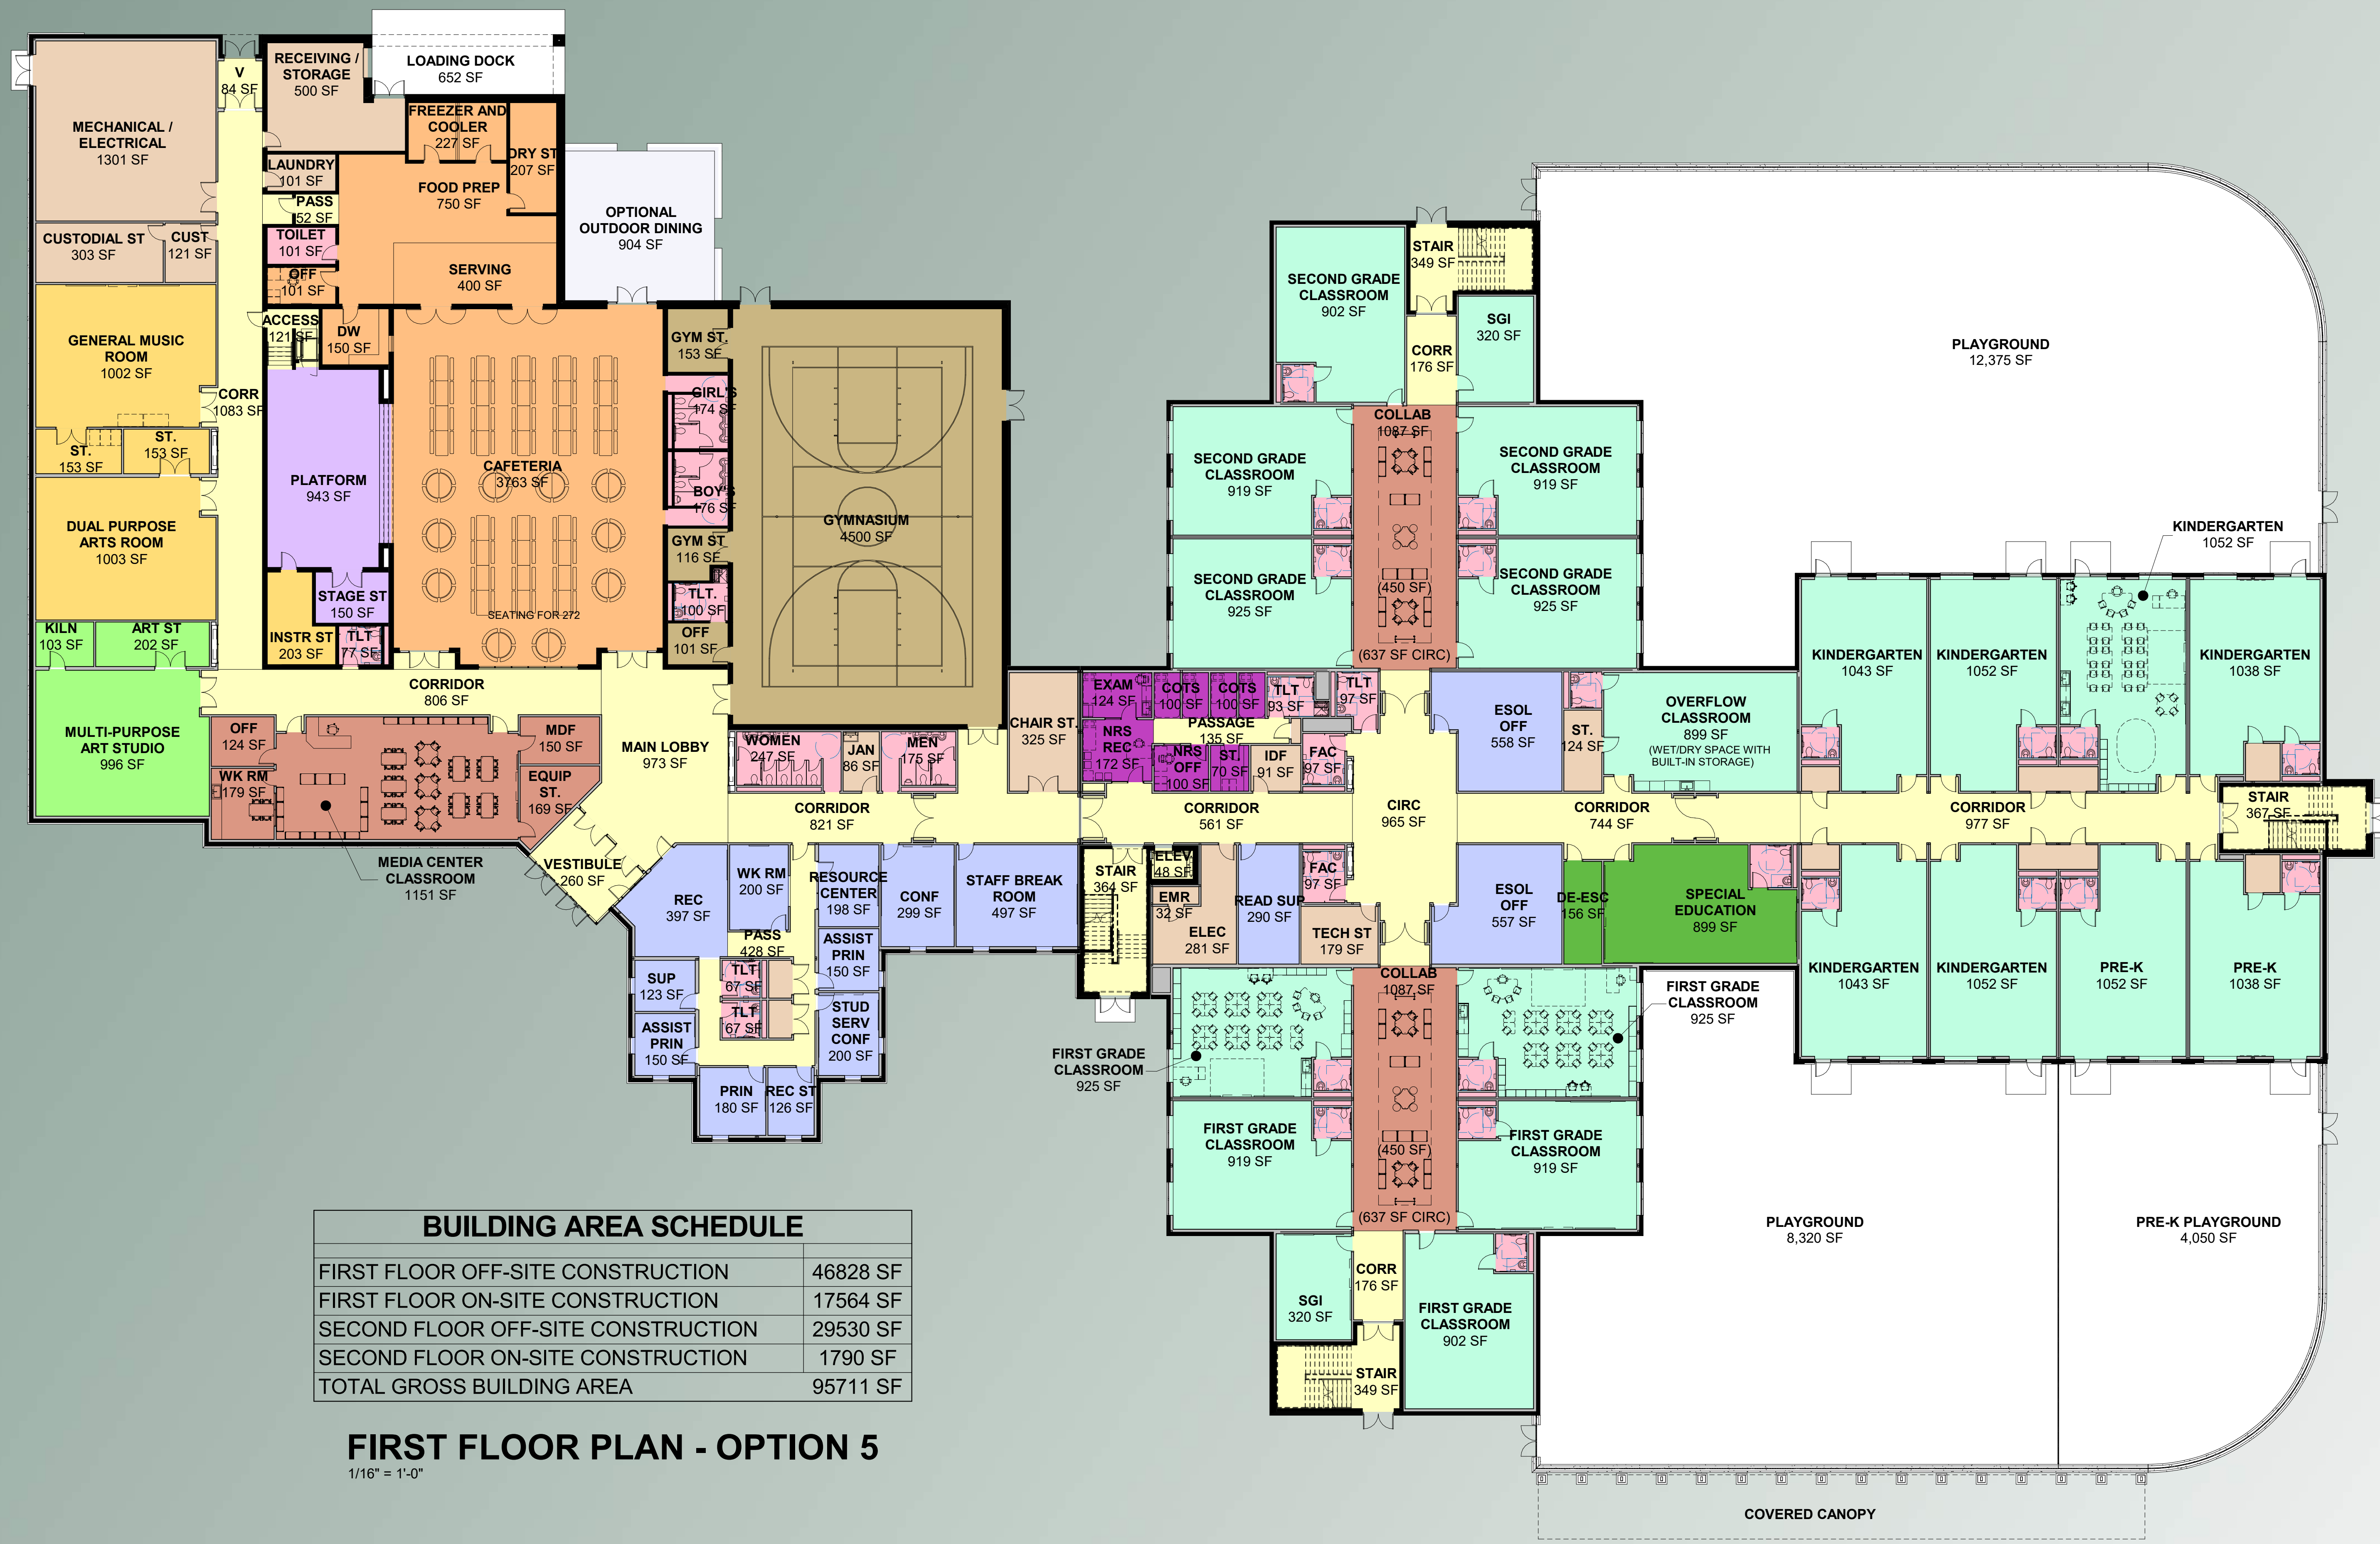 V
84 SF
RECEIVING /
STORAGE
500 SF
LOADING DOCK
652 SF
MECHANICAL /
ELECTRICAL
1301 SF
FREEZER AND
COOLER
227 SF
DRY ST
207 SF
LAUNDRY
101 SF
FOOD PREP
750 SF
PASS
52 SF
TOILET
101 SF
OFF
101 SF
SERVING
400 SF
OPTIONAL
OUTDOOR DINING
904 SF
CUSTODIAL ST
303 SF
CUST
121 SF
GENERAL MUSIC
ROOM
1002 SF
ACCESS
121 SF
DW
150 SF
CORR
1083 SF
ST.
153 SF
ST.
153 SF
PLATFORM
943 SF
CAFETERIA
3763 SF
SEATING FOR 272
GYM ST.
153 SF
GIRL'S
174 SF
BOY'S
176 SF
GYM ST
116 SF
TLT.
100 SF
OFF
101 SF
GYMNASIUM
4500 SF
DUAL PURPOSE
ARTS ROOM
1003 SF
STAGE ST
150 SF
INSTR ST
203 SF
TLT
77 SF
KILN
103 SF
ART ST
202 SF
MULTI-PURPOSE
ART STUDIO
996 SF
CORRIDOR
806 SF
OFF
124 SF
WK RM
179 SF
MDF
150 SF
EQUIP
ST.
169 SF
MEDIA CENTER
CLASSROOM
1151 SF
MAIN LOBBY
973 SF
VESTIBULE
260 SF
WOMEN
247 SF
JAN
86 SF
MEN
175 SF
CORRIDOR
821 SF
CHAIR ST.
325 SF
REC
397 SF
WK RM
200 SF
RESOURCE
CENTER
198 SF
CONF
299 SF
STAFF BREAK
ROOM
497 SF
PASS
428 SF
ASSIST
PRIN
150 SF
SUP
123 SF
TLT
67 SF
TLT
67 SF
ASSIST
PRIN
150 SF
STUD
SERV
CONF
200 SF
PRIN
180 SF
REC ST
126 SF
EXAM
124 SF
COTS
100 SF
COTS
100 SF
TLT
93 SF
TLT
97 SF
PASSAGE
135 SF
NRS
REC
172 SF
NRS
OFF
100 SF
ST.
70 SF
IDF
91 SF
FAC
97 SF
CORRIDOR
561 SF
CIRC
965 SF
STAIR
364 SF
ELEV
48 SF
EMR
32 SF
ELEC
281 SF
READ SUP
290 SF
FAC
97 SF
TECH ST
179 SF
SECOND GRADE
CLASSROOM
902 SF
STAIR
349 SF
SGI
320 SF
CORR
176 SF
COLLAB
1087 SF
SECOND GRADE
CLASSROOM
919 SF
SECOND GRADE
CLASSROOM
919 SF
SECOND GRADE
CLASSROOM
925 SF
SECOND GRADE
CLASSROOM
925 SF
(450 SF)
(637 SF CIRC)
ESOL
OFF
558 SF
ST.
124 SF
OVERFLOW
CLASSROOM
899 SF
(WET/DRY SPACE WITH
BUILT-IN STORAGE)
CORRIDOR
744 SF
ESOL
OFF
557 SF
DE-ESC
156 SF
SPECIAL
EDUCATION
899 SF
PLAYGROUND
12,375 SF
KINDERGARTEN
1052 SF
KINDERGARTEN
1043 SF
KINDERGARTEN
1052 SF
KINDERGARTEN
1038 SF
CORRIDOR
977 SF
STAIR
367 SF
KINDERGARTEN
1043 SF
KINDERGARTEN
1052 SF
PRE-K
1052 SF
PRE-K
1038 SF
COLLAB
1087 SF
FIRST GRADE
CLASSROOM
925 SF
FIRST GRADE
CLASSROOM
925 SF
FIRST GRADE
CLASSROOM
919 SF
FIRST GRADE
CLASSROOM
919 SF
(450 SF)
(637 SF CIRC)
SGI
320 SF
CORR
176 SF
FIRST GRADE
CLASSROOM
902 SF
STAIR
349 SF
PLAYGROUND
8,320 SF
PRE-K PLAYGROUND
4,050 SF
COVERED CANOPY
BUILDING AREA SCHEDULE
FIRST FLOOR OFF-SITE CONSTRUCTION 46828 SF
FIRST FLOOR ON-SITE CONSTRUCTION 17564 SF
SECOND FLOOR OFF-SITE CONSTRUCTION 29530 SF
SECOND FLOOR ON-SITE CONSTRUCTION 1790 SF
TOTAL GROSS BUILDING AREA 95711 SF
FIRST FLOOR PLAN - OPTION 5
1/16" = 1'-0"